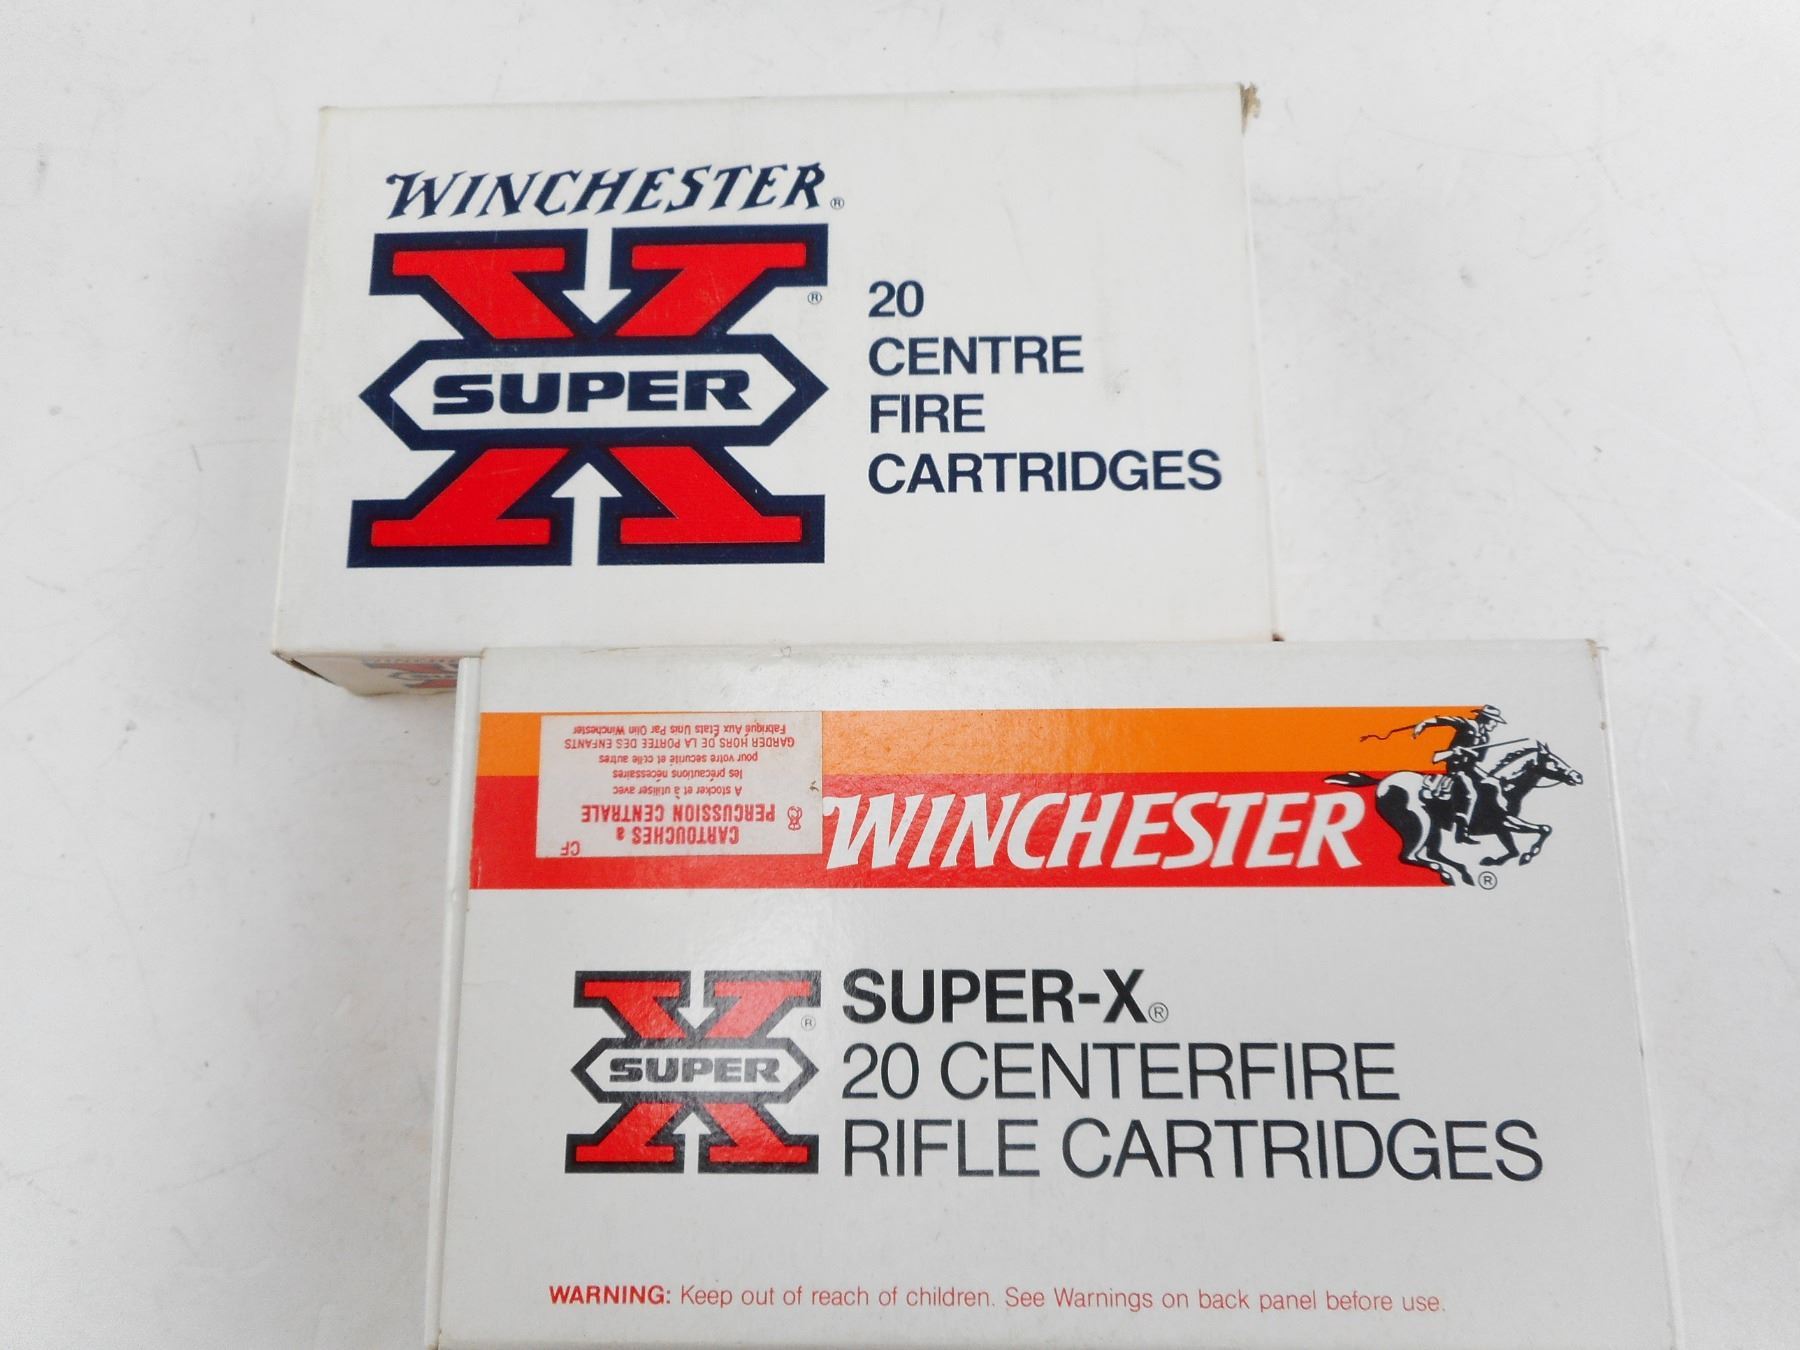 WINCHESTER®
®
SUPER
20
CENTRE
FIRE
CARTRIDGES
CF
CARTOUCHES a
PERCUSSION CENTRALE
A stocker et à utiliser avec
les précautions nécessaires
pour votre securité et celle autres
GARDER HORS DE LA PORTEE DES ENFANTS
Fabriqué Aux États Unis Par Olin Winchester
WINCHESTER
®
®
SUPER
SUPER-X®
20 CENTERFIRE
RIFLE CARTRIDGES
WARNING: Keep out of reach of children. See Warnings on back panel before use.